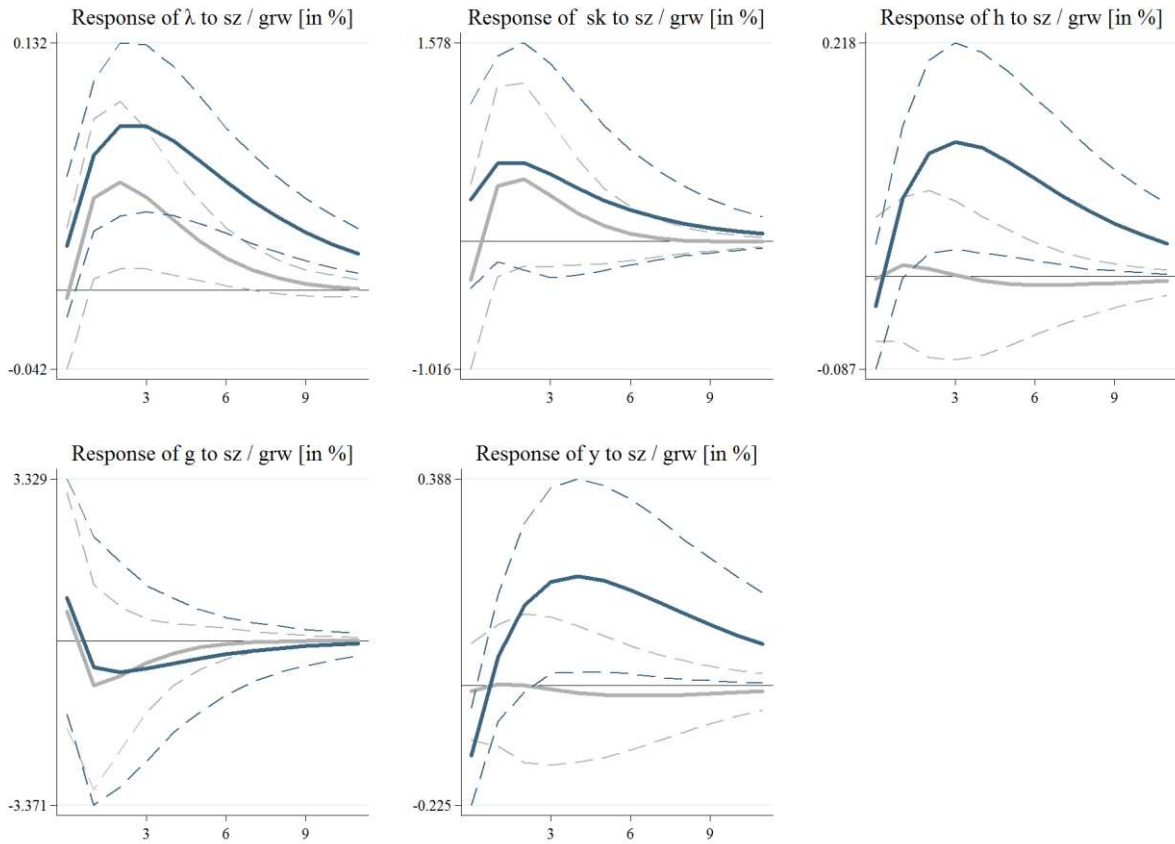 Response of λ to sz / grw [in %]
0.132
-0.042
3 6 9
Response of sk to sz / grw [in %]
1.578
-1.016
3 6 9
Response of h to sz / grw [in %]
0.218
-0.087
3 6 9
Response of g to sz / grw [in %]
3.329
-3.371
3 6 9
Response of y to sz / grw [in %]
0.388
-0.225
3 6 9